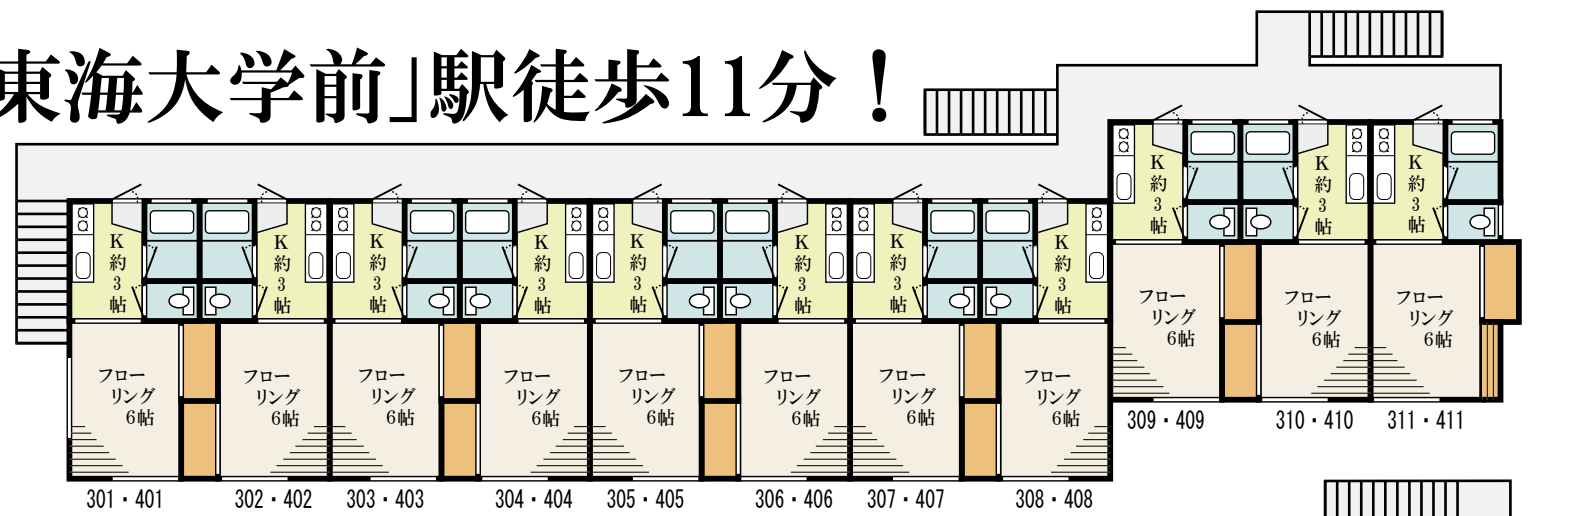 東海大学前」駅徒歩11分！
K約3帖
K約3帖
K約3帖
K約3帖
K約3帖
K約3帖
K約3帖
K約3帖
K約3帖
K約3帖
K約3帖
フロー
リング
6帖
フロー
リング
6帖
フロー
リング
6帖
フロー
リング
6帖
フロー
リング
6帖
フロー
リング
6帖
フロー
リング
6帖
フロー
リング
6帖
フロー
リング
6帖
フロー
リング
6帖
フロー
リング
6帖
309・409
310・410
311・411
301・401
302・402
303・403
304・404
305・405
306・406
307・407
308・408